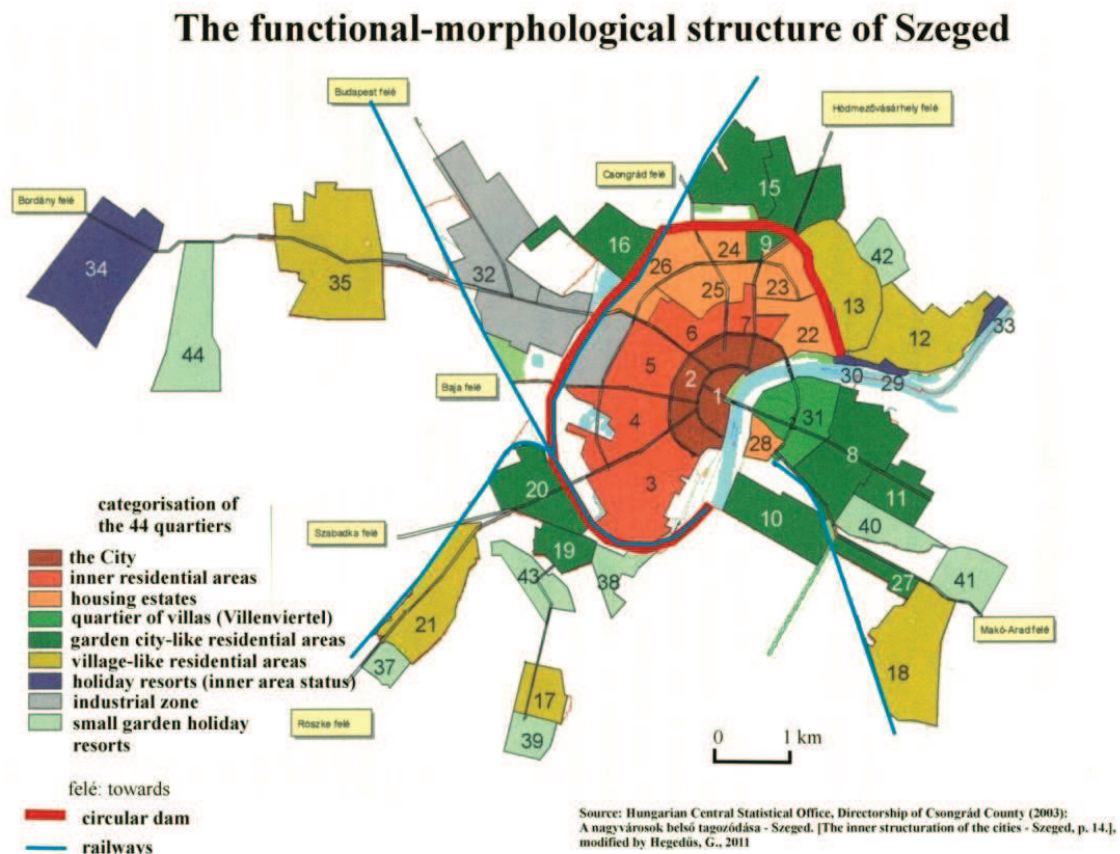 The functional-morphological structure of Szeged
Budapest felé
Hódmezővásárhely felé
Csongrád felé
Bordány felé
15
34
35
32
16
26
24
9
25
23
42
13
12
33
44
6
7
22
5
2
1
30
29
Baja felé
4
31
28
8
3
11
20
10
40
Szabadka felé
19
43
38
27
41
21
Makó-Arad felé
37
17
18
39
Röszke felé
categorisation of
the 44 quartiers
the City
inner residential areas
housing estates
quartier of villas (Villenviertel)
garden city-like residential areas
village-like residential areas
holiday resorts (inner area status)
industrial zone
small garden holiday
resorts
felé: towards
circular dam
railways
0 1 km
Source: Hungarian Central Statistical Office, Directorship of Csongrád County (2003):
A nagyvárosok belső tagozódása - Szeged. [The inner structuration of the cities - Szeged, p. 14.],
modified by Hegedűs, G., 2011